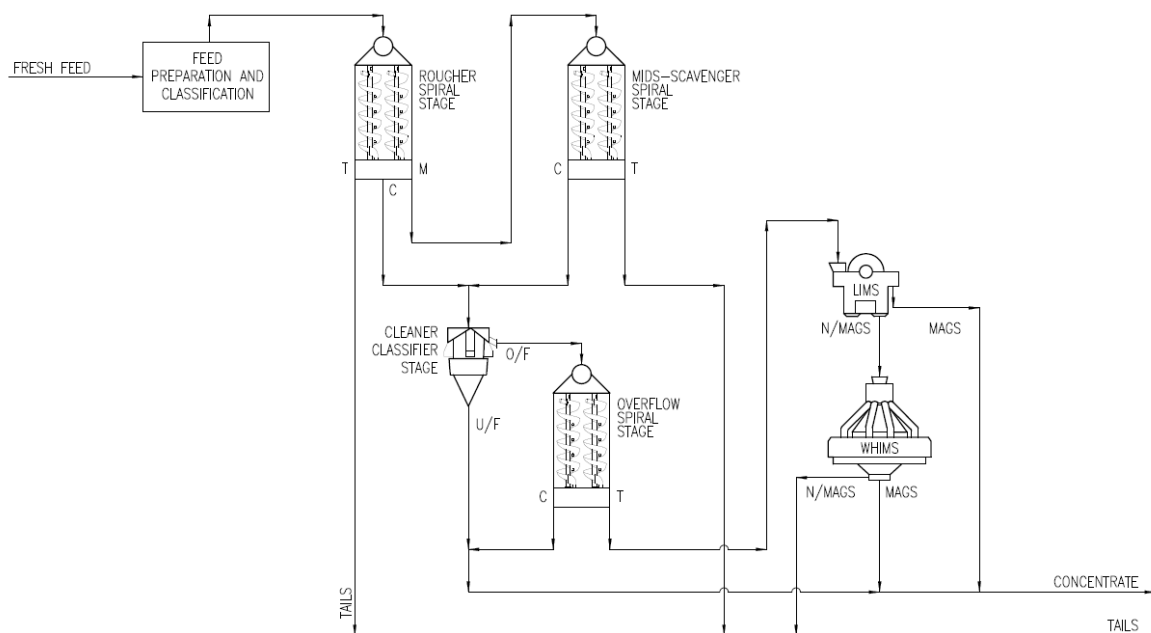 FRESH FEED
FEED
PREPARATION AND
CLASSIFICATION
ROUGHER
SPIRAL
STAGE
T
M
C
MIDS-SCAVENGER
SPIRAL
STAGE
C
T
LIMS
N/MAGS
MAGS
CLEANER
CLASSIFIER
STAGE
O/F
U/F
OVERFLOW
SPIRAL
STAGE
C
T
WHIMS
N/MAGS
MAGS
TAILS
CONCENTRATE
TAILS